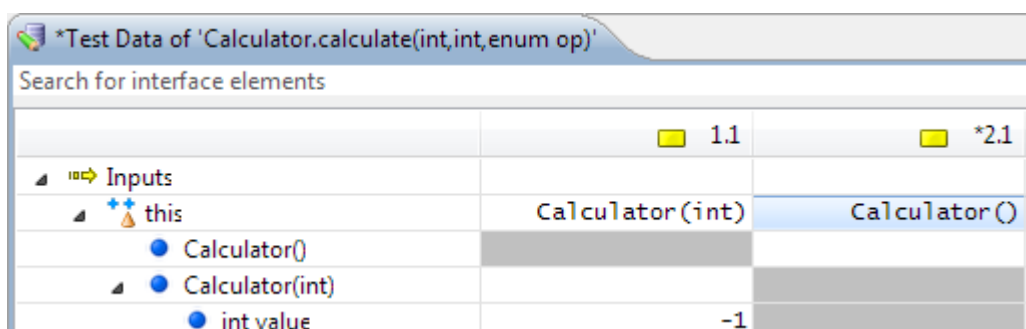 *Test Data of 'Calculator.calculate(int,int,enum op)'
Search for interface elements
1.1 *2.1
Inputs
this Calculator(int) Calculator()
Calculator()
Calculator(int)
int value -1